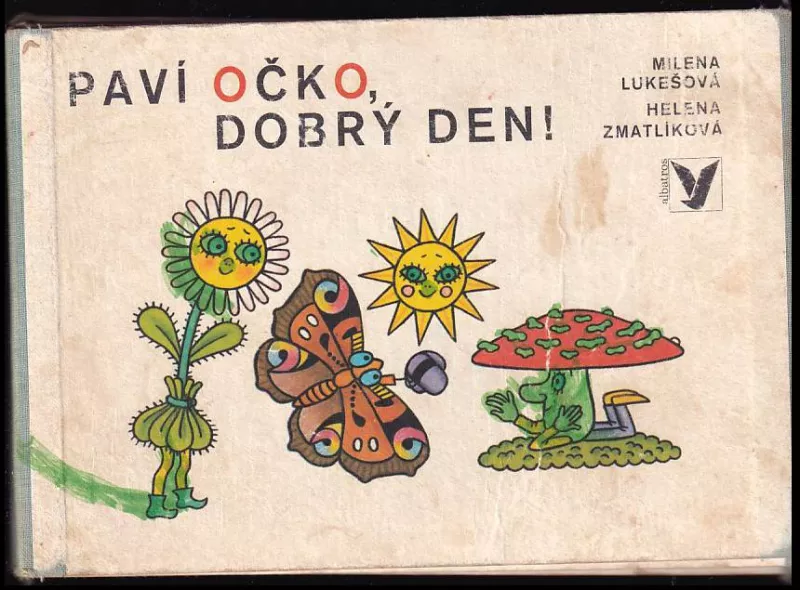 PAVÍ OČKO,
DOBRÝ DEN!
MILENA
LUKEŠOVÁ
HELENA
ZMATLÍKOVÁ
albatros